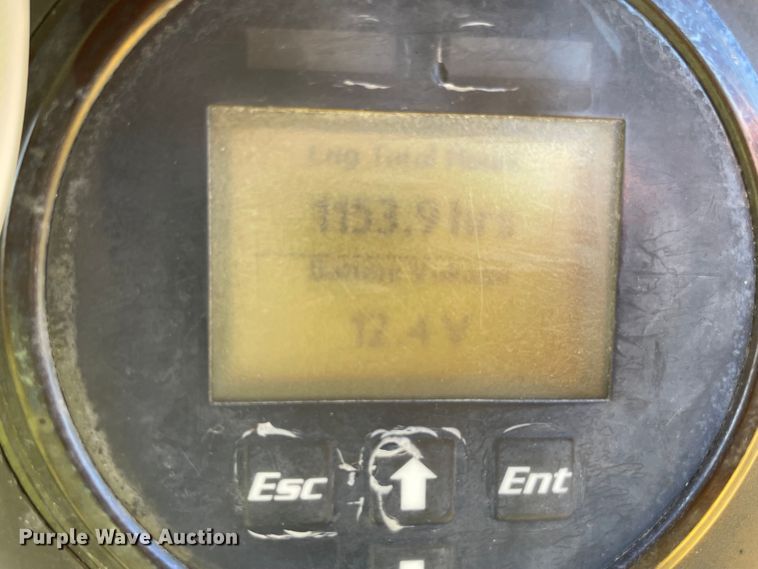 Eng Total Hours
1153.9 hrs
Battery Voltage
12.4 V
Esc
Ent
Purple Wave Auction